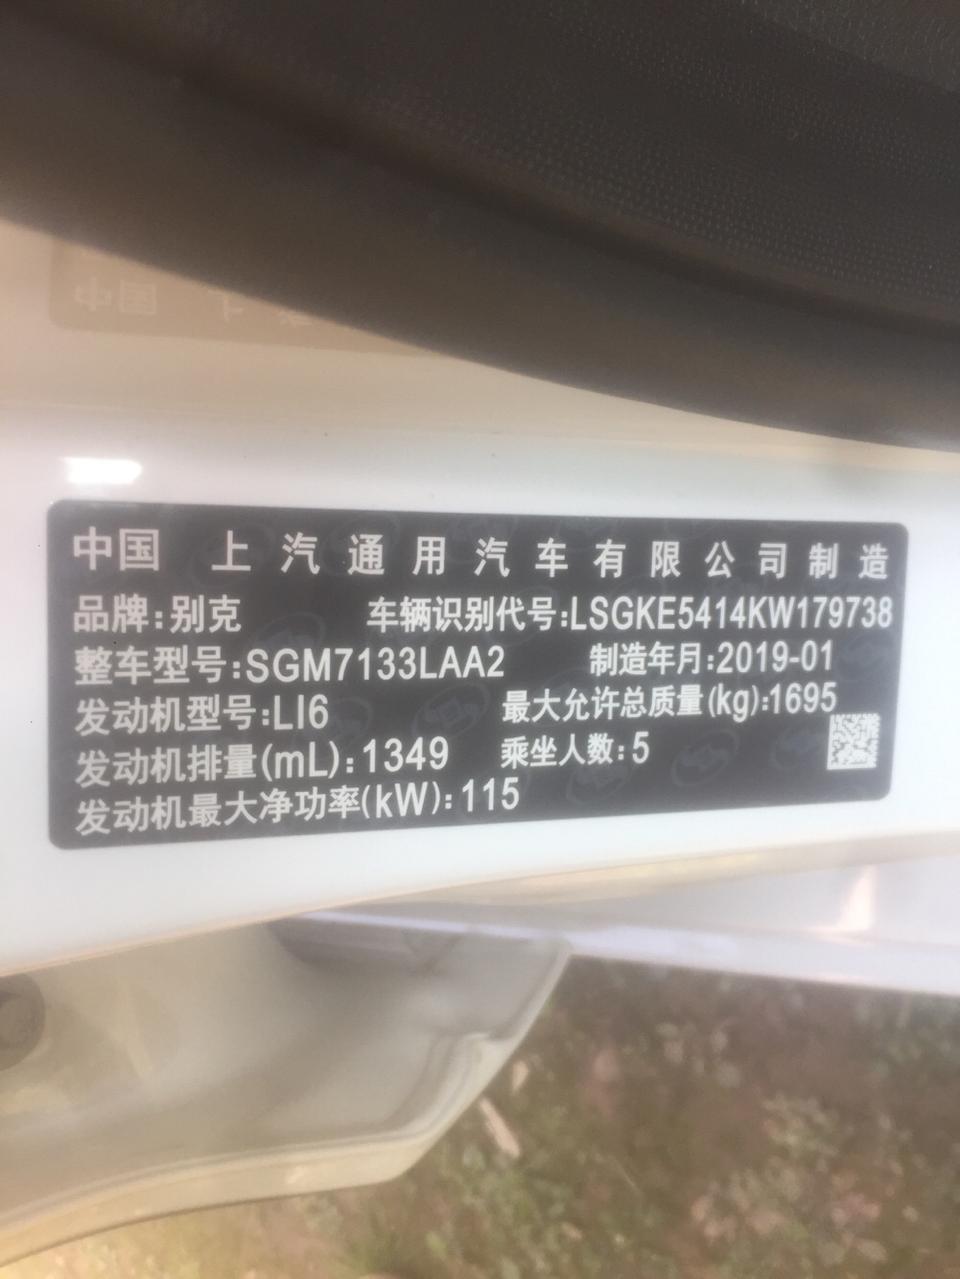 中国 上汽通用汽车有限公司制造
品牌:别克 车辆识别代号:LSGKE5414KW179738
整车型号:SGM7133LAA2 制造年月:2019-01
发动机型号:LI6 最大允许总质量(kg):1695
发动机排量(mL):1349 乘坐人数:5
发动机最大净功率(kW):115